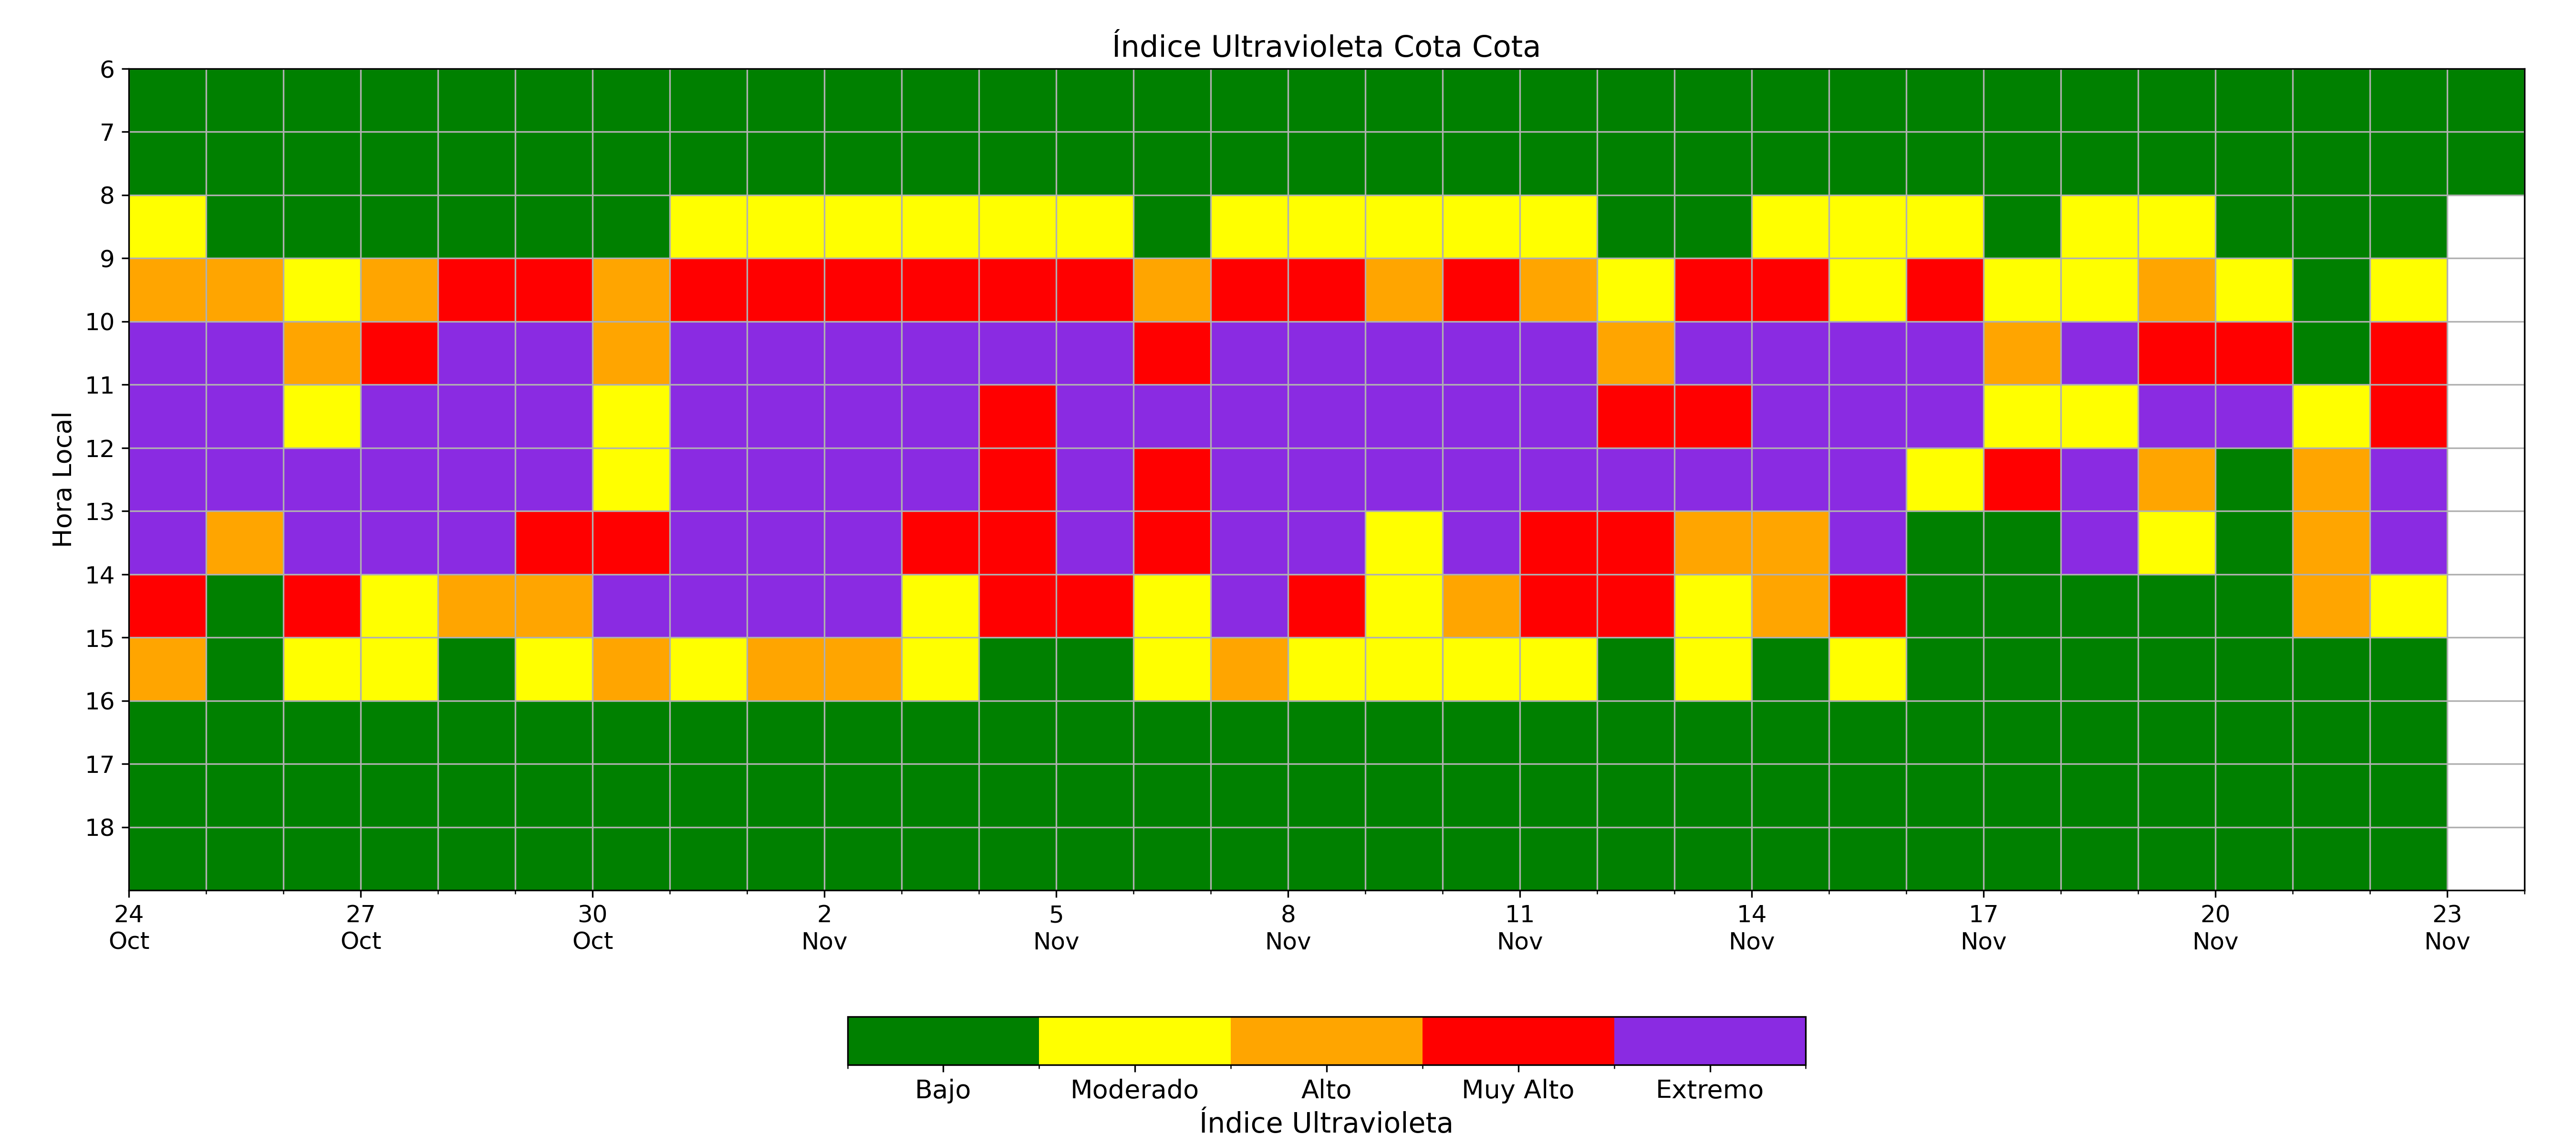 Índice Ultravioleta Cota Cota
Hora Local
6
7
8
9
10
11
12
13
14
15
16
17
18
24 27 30 2 5 8 11 14 17 20 23
Oct Oct Oct Nov Nov Nov Nov Nov Nov Nov Nov
Bajo Moderado Alto Muy Alto Extremo
Índice Ultravioleta